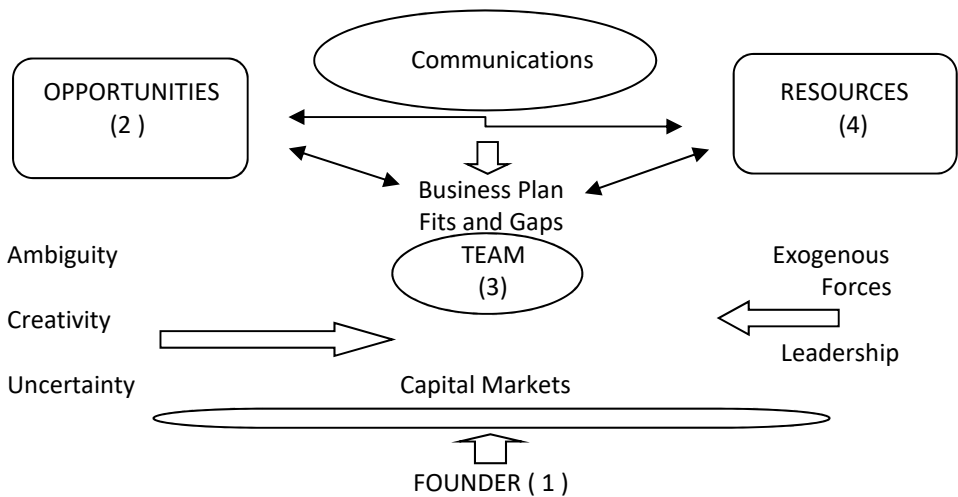 Communications
OPPORTUNITIES
(2 )
RESOURCES
(4)
Business Plan
Fits and Gaps
TEAM
(3)
Ambiguity
Exogenous
Forces
Creativity
Leadership
Uncertainty
Capital Markets
FOUNDER ( 1 )